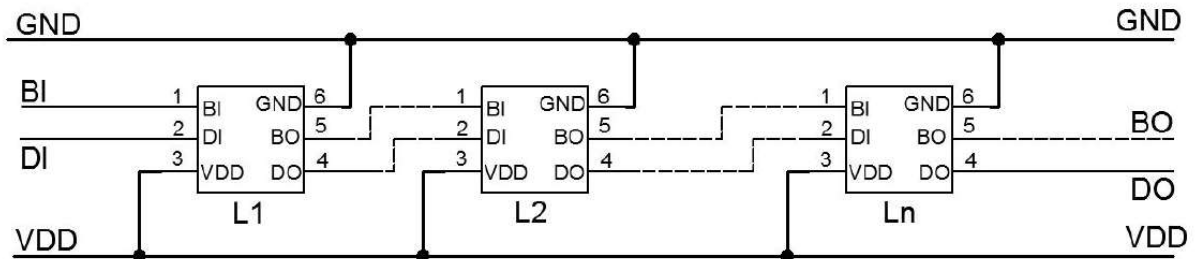 GND GND
BI 1 BI GND 6 1 BI GND 6 1 BI GND 6
DI 2 DI BO 5 2 DI BO 5 2 DI BO 5 BO
3 VDD DO 4 3 VDD DO 4 3 VDD DO 4 DO
L1 L2 Ln
VDD VDD